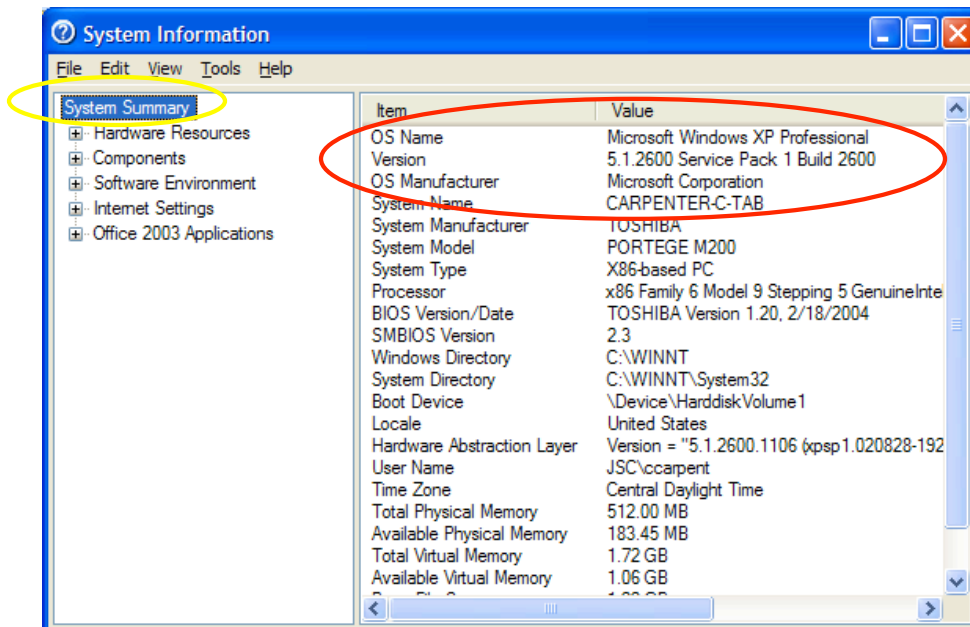 System Information
File Edit View Tools Help
System Summary
Hardware Resources
Components
Software Environment
Internet Settings
Office 2003 Applications
Item Value
OS Name Microsoft Windows XP Professional
Version 5.1.2600 Service Pack 1 Build 2600
OS Manufacturer Microsoft Corporation
System Name CARPENTER-C-TAB
System Manufacturer TOSHIBA
System Model PORTEGE M200
System Type X86-based PC
Processor x86 Family 6 Model 9 Stepping 5 GenuineInte
BIOS Version/Date TOSHIBA Version 1.20, 2/18/2004
SMBIOS Version 2.3
Windows Directory C:\WINNT
System Directory C:\WINNT\System32
Boot Device \Device\HarddiskVolume1
Locale United States
Hardware Abstraction Layer Version = "5.1.2600.1106 (xpsp1.020828-192
User Name JSC\ccarpent
Time Zone Central Daylight Time
Total Physical Memory 512.00 MB
Available Physical Memory 183.45 MB
Total Virtual Memory 1.72 GB
Available Virtual Memory 1.06 GB